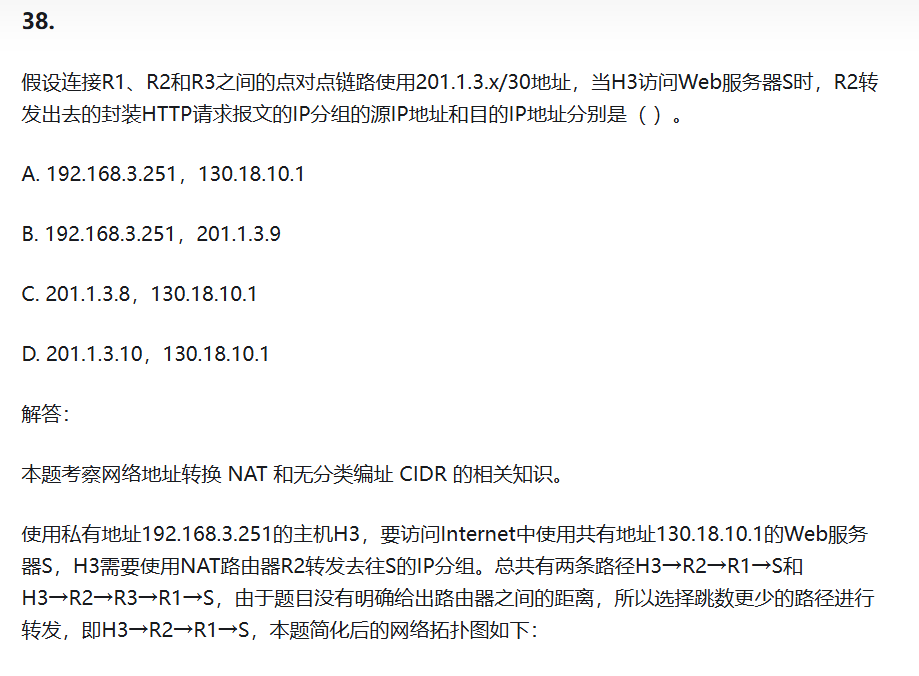 38.
假设连接R1、R2和R3之间的点对点链路使用201.1.3.x/30地址，当H3访问Web服务器S时，R2转
发出去的封装HTTP请求报文的IP分组的源IP地址和目的IP地址分别是（ ）。
A. 192.168.3.251，130.18.10.1
B. 192.168.3.251，201.1.3.9
C. 201.1.3.8，130.18.10.1
D. 201.1.3.10，130.18.10.1
解答：
本题考察网络地址转换 NAT 和无分类编址 CIDR 的相关知识。
使用私有地址192.168.3.251的主机H3，要访问Internet中使用共有地址130.18.10.1的Web服务
器S，H3需要使用NAT路由器R2转发去往S的IP分组。总共有两条路径H3→R2→R1→S和
H3→R2→R3→R1→S，由于题目没有明确给出路由器之间的距离，所以选择跳数更少的路径进行
转发，即H3→R2→R1→S，本题简化后的网络拓扑图如下：